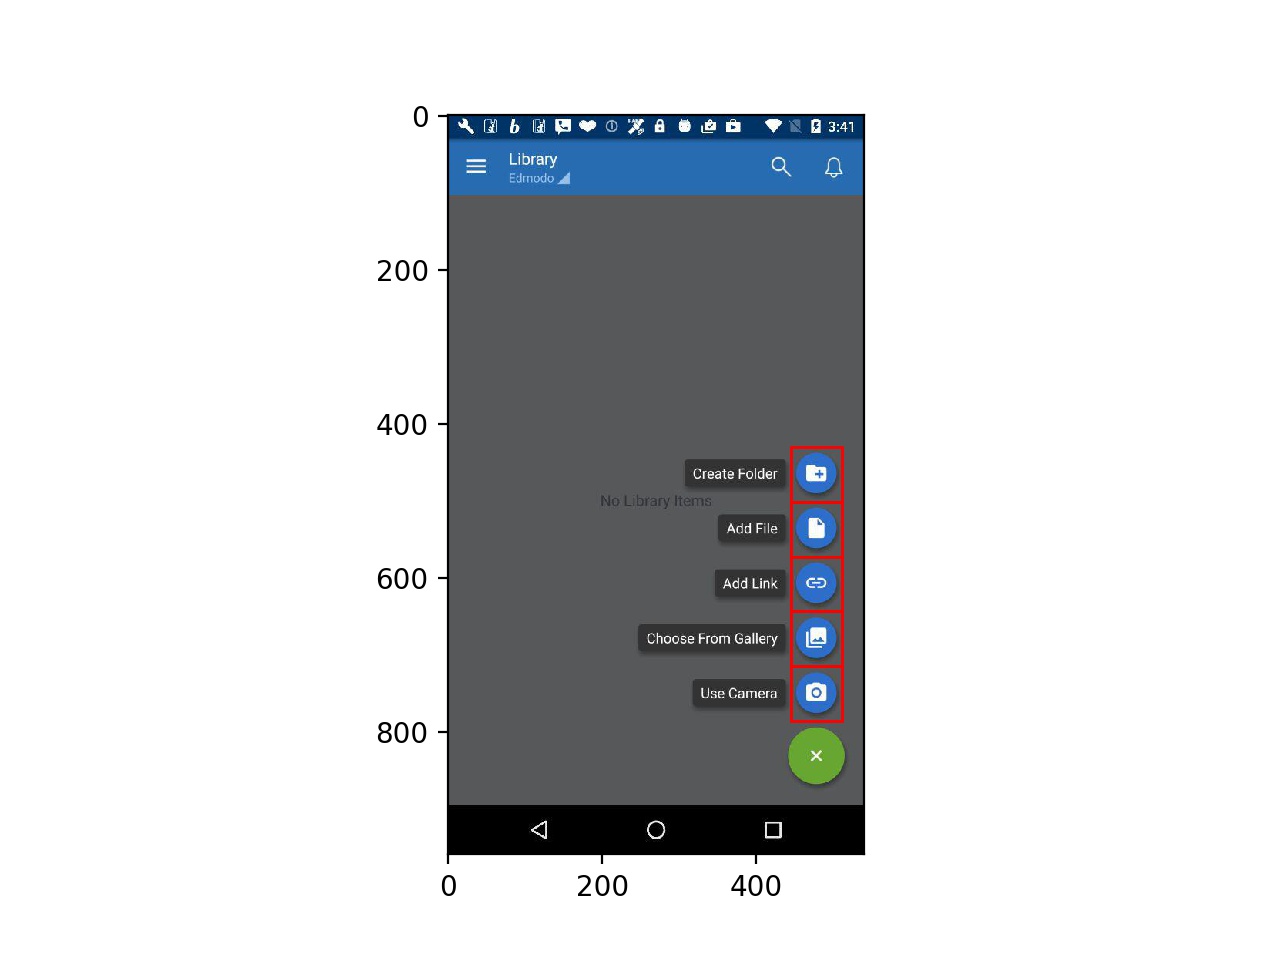 3:41
Library
Edmodo
Create Folder
No Library Items
Add File
Add Link
Choose From Gallery
Use Camera
0
200
400
600
800
0
200
400